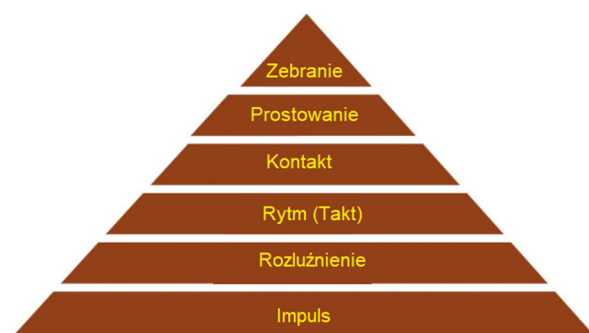 Zebranie
Prostowanie
Kontakt
Rytm (Takt)
Rozluźnienie
Impuls